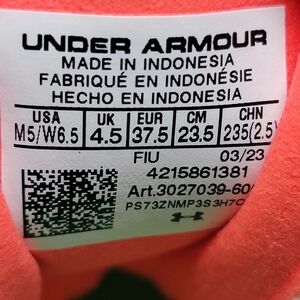 UNDER ARMOUR
MADE IN INDONESIA
FABRIQUÉ EN INDONÉSIE
HECHO EN INDONESIA
USA UK EUR CM CHN
M5/W6.5 4.5 37.5 23.5 235(2.5)
FIU 03/23
4215861381
Art.3027039-60
PS73ZNMP3S3H7C